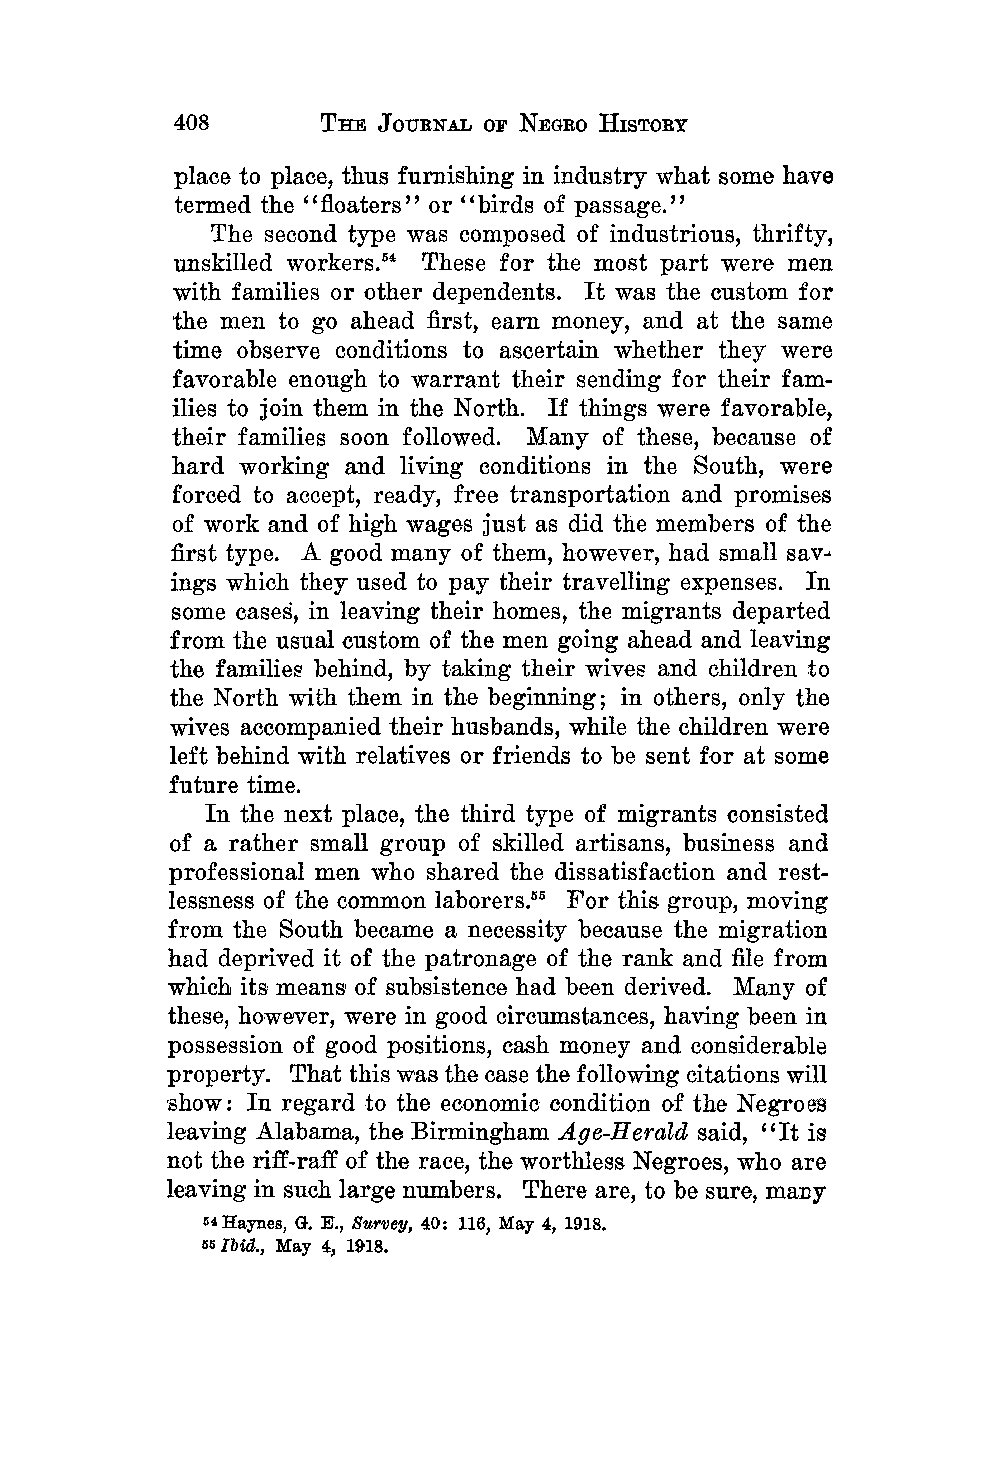 408 THE JOURNAL OF NEGRO HISTORY
place to place, thus furnishing in industry what some have
termed the ‘‘floaters’’ or ‘‘birds of passage.’’
The second type was composed of industrious, thrifty,
unskilled workers.⁵⁴ These for the most part were men
with families or other dependents. It was the custom for
the men to go ahead first, earn money, and at the same
time observe conditions to ascertain whether they were
favorable enough to warrant their sending for their fam-
ilies to join them in the North. If things were favorable,
their families soon followed. Many of these, because of
hard working and living conditions in the South, were
forced to accept, ready, free transportation and promises
of work and of high wages just as did the members of the
first type. A good many of them, however, had small sav-
ings which they used to pay their travelling expenses. In
some cases, in leaving their homes, the migrants departed
from the usual custom of the men going ahead and leaving
the families behind, by taking their wives and children to
the North with them in the beginning; in others, only the
wives accompanied their husbands, while the children were
left behind with relatives or friends to be sent for at some
future time.
In the next place, the third type of migrants consisted
of a rather small group of skilled artisans, business and
professional men who shared the dissatisfaction and rest-
lessness of the common laborers.⁵⁵ For this group, moving
from the South became a necessity because the migration
had deprived it of the patronage of the rank and file from
which its means of subsistence had been derived. Many of
these, however, were in good circumstances, having been in
possession of good positions, cash money and considerable
property. That this was the case the following citations will
show: In regard to the economic condition of the Negroes
leaving Alabama, the Birmingham Age-Herald said, ‘‘It is
not the riff-raff of the race, the worthless Negroes, who are
leaving in such large numbers. There are, to be sure, many
⁵⁴ Haynes, G. E., Survey, 40: 116, May 4, 1918.
⁵⁵ Ibid., May 4, 1918.